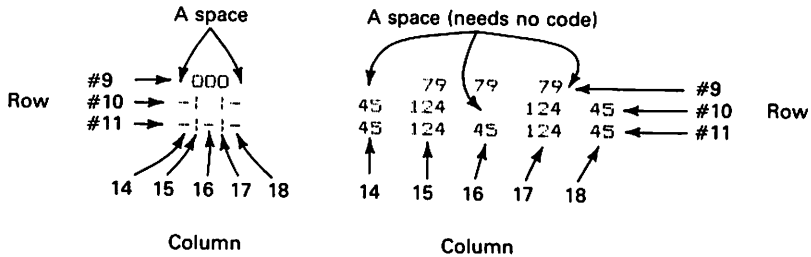 A space
A space (needs no code)
Row
#9
000
#10
-| |-
#11
-|-|-
14 15 16 17 18
Column
79 79 79
#9
45 124 124 45
#10
45 124 45 124 45
#11
Row
14 15 16 17 18
Column